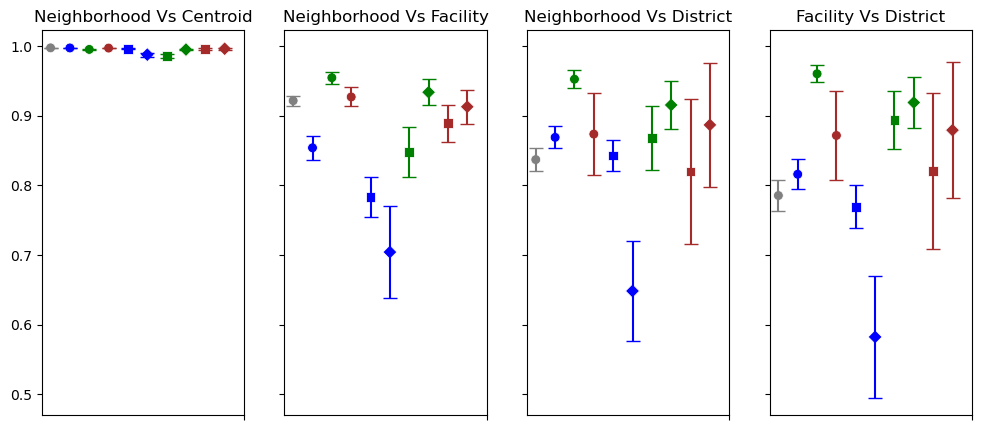 Neighborhood Vs Centroid
Neighborhood Vs Facility
Neighborhood Vs District
Facility Vs District
1.0
0.9
0.8
0.7
0.6
0.5